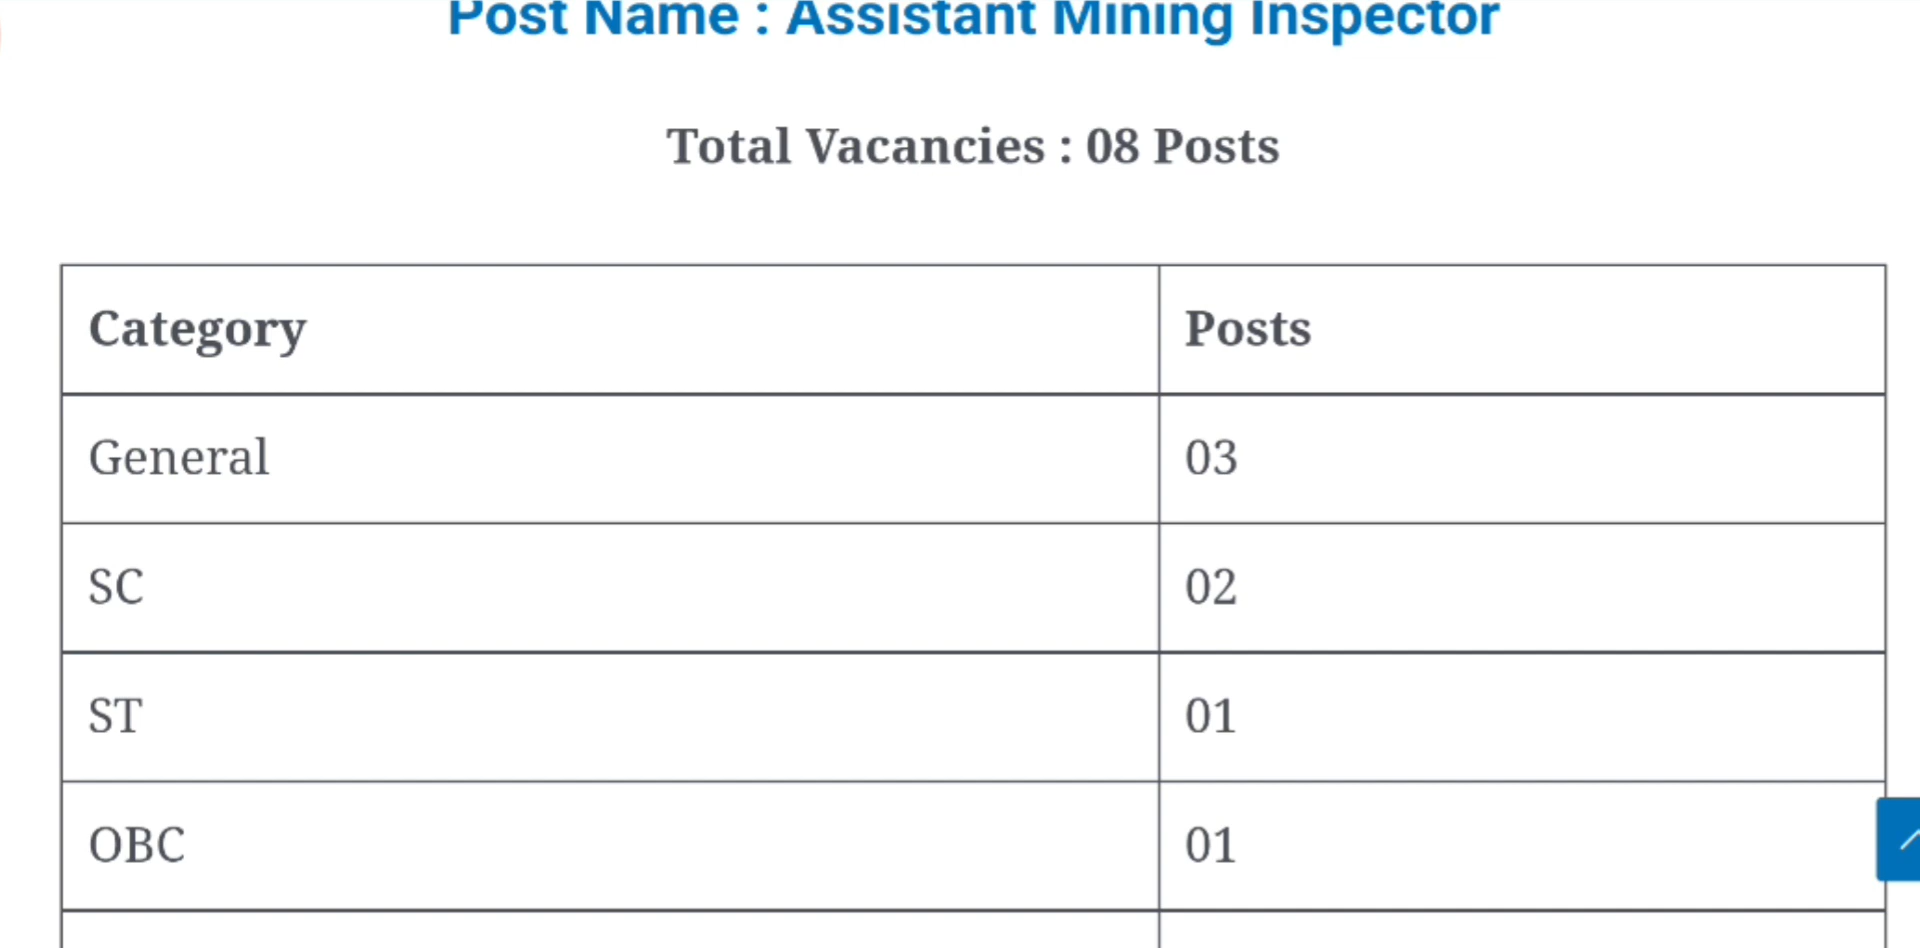 Post Name : Assistant Mining Inspector
Total Vacancies : 08 Posts
Category Posts
General 03
SC 02
ST 01
OBC 01